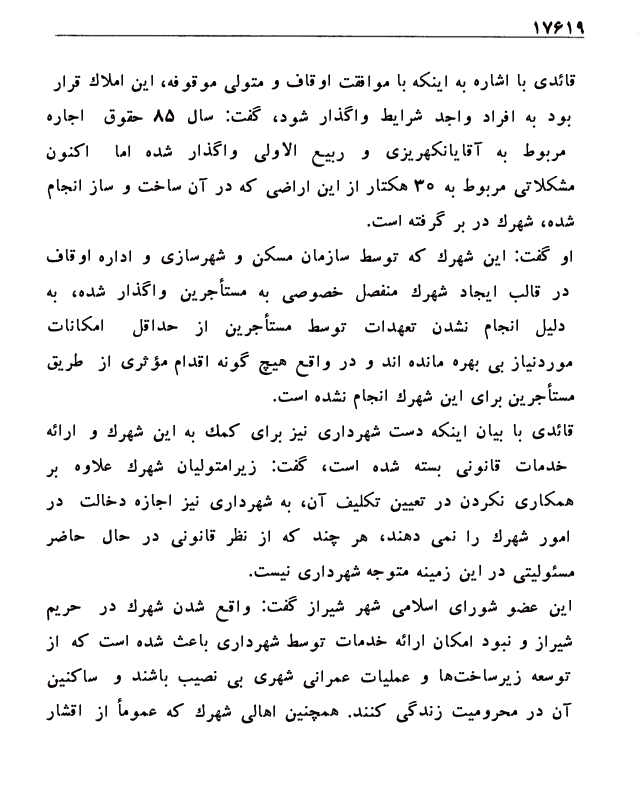 ۱۷۶۱۹
قائدی با اشاره به اینکه با موافقت اوقاف و متولی موقوفه، این املاك قرار
بود به افراد واجد شرایط واگذار شود، گفت: سال ۸۵ حقوق اجاره
مربوط به آقایانکهریزی و ربیع الاولی واگذار شده اما اکنون
مشکلاتی مربوط به ۳۰ هکتار از این اراضی که در آن ساخت و ساز انجام
شده، شهرك در بر گرفته است.
او گفت: این شهرك که توسط سازمان مسکن و شهرسازی و اداره اوقاف
در قالب ایجاد شهرك منفصل خصوصی به مستأجرین واگذار شده، به
دلیل انجام نشدن تعهدات توسط مستأجرین از حداقل امکانات
موردنیاز بی بهره مانده اند و در واقع هیچ گونه اقدام مؤثری از طریق
مستأجرین برای این شهرك انجام نشده است.
قائدی با بیان اینکه دست شهرداری نیز برای کمك به این شهرك و ارائه
خدمات قانونی بسته شده است، گفت: زیرامتولیان شهرك علاوه بر
همکاری نکردن در تعیین تکلیف آن، به شهرداری نیز اجازه دخالت در
امور شهرك را نمی دهند، هر چند که از نظر قانونی در حال حاضر
مسئولیتی در این زمینه متوجه شهرداری نیست.
این عضو شورای اسلامی شهر شیراز گفت: واقع شدن شهرك در حریم
شیراز و نبود امکان ارائه خدمات توسط شهرداری باعث شده است که از
توسعه زیرساخت‌ها و عملیات عمرانی شهری بی نصیب باشند و ساکنین
آن در محرومیت زندگی کنند. همچنین اهالی شهرك که عمومأ از اقشار